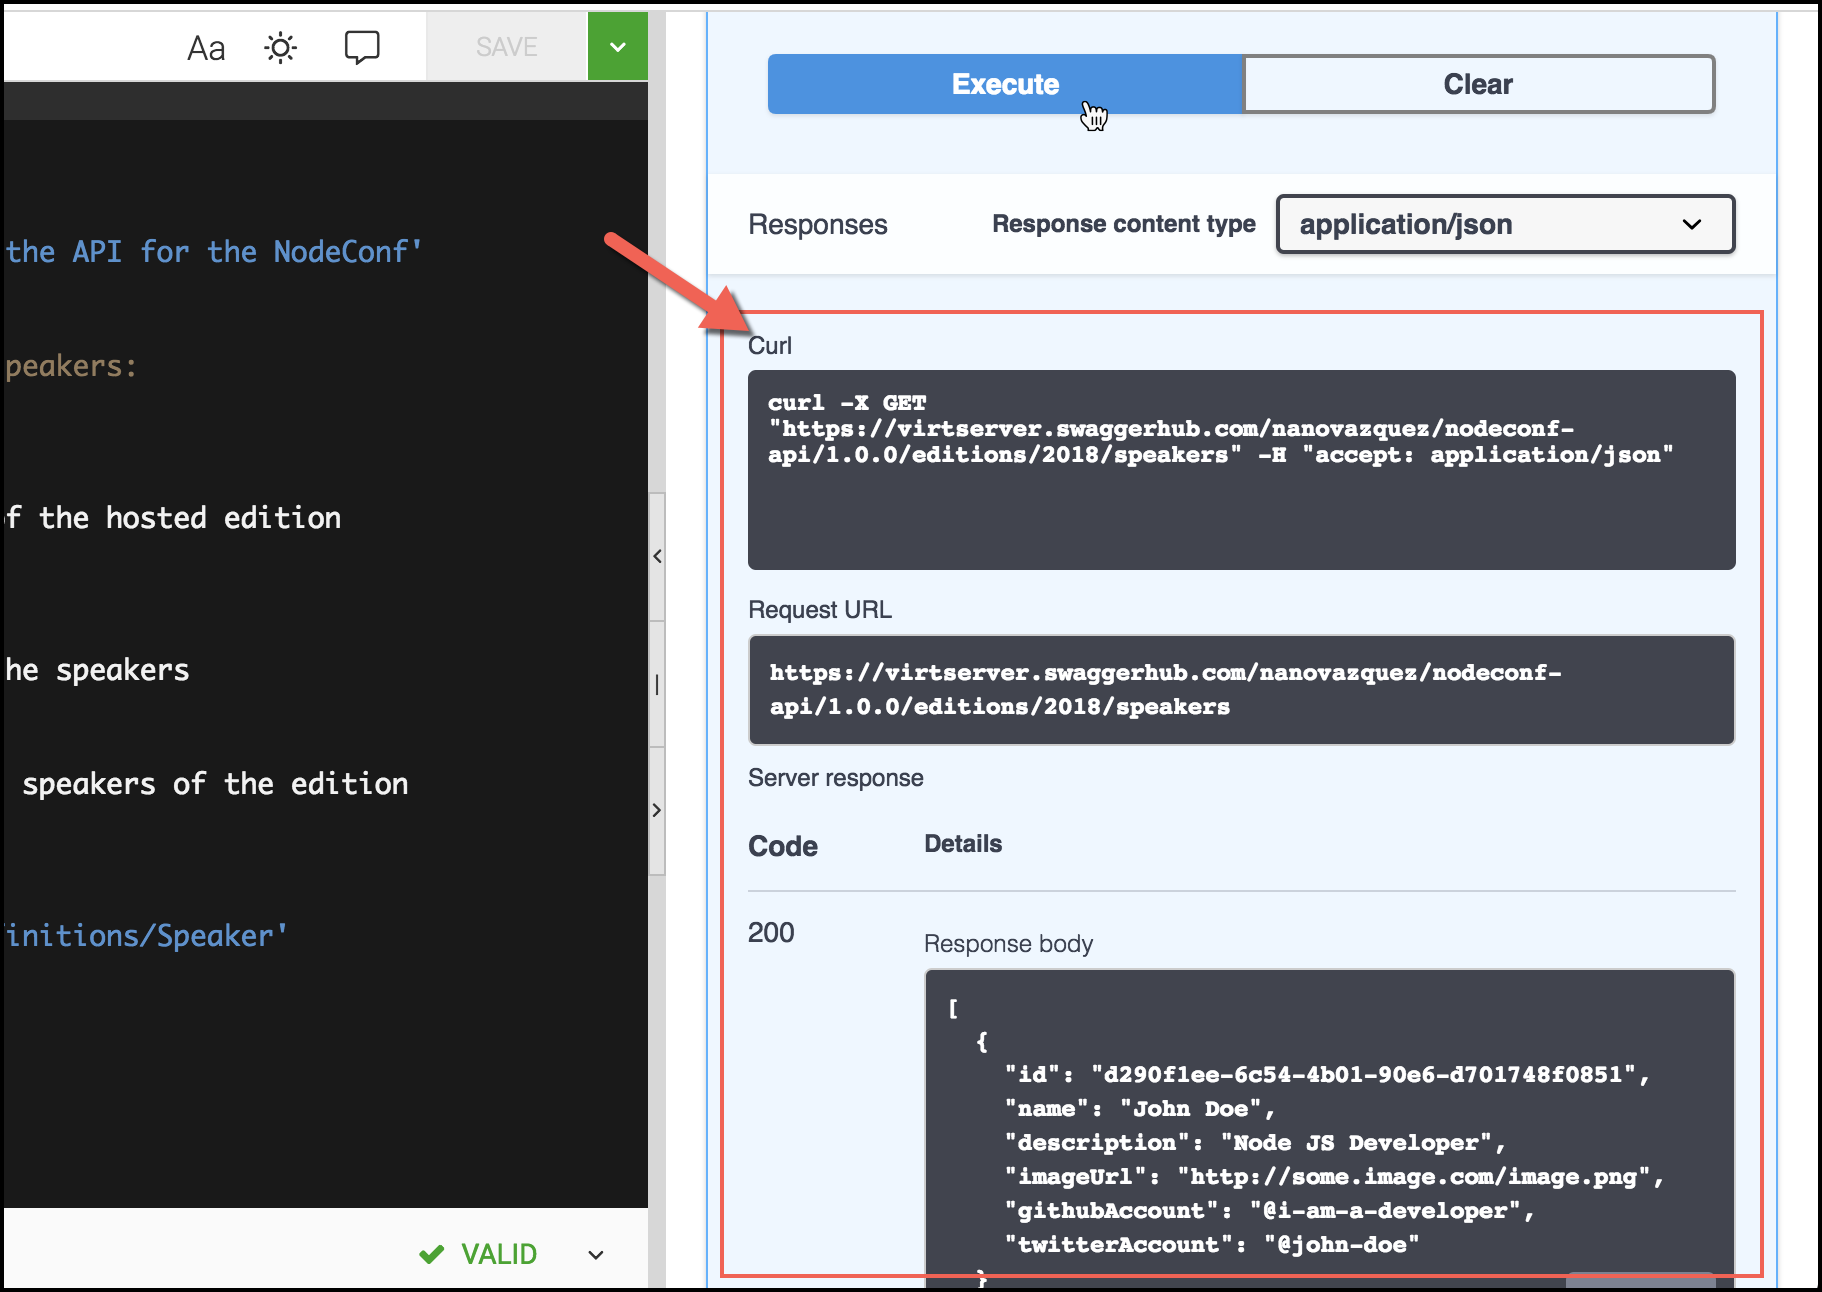 Aa
SAVE
the API for the NodeConf'
peakers:
f the hosted edition
he speakers
speakers of the edition
initions/Speaker'
VALID
Execute
Clear
Responses
Response content type
application/json
Curl
curl -X GET
"https://virtserver.swaggerhub.com/nanovazquez/nodeconf-
api/1.0.0/editions/2018/speakers" -H "accept: application/json"
Request URL
https://virtserver.swaggerhub.com/nanovazquez/nodeconf-
api/1.0.0/editions/2018/speakers
Server response
Code
Details
200
Response body
[
{
"id": "d290f1ee-6c54-4b01-90e6-d701748f0851",
"name": "John Doe",
"description": "Node JS Developer",
"imageUrl": "http://some.image.com/image.png",
"githubAccount": "@i-am-a-developer",
"twitterAccount": "@john-doe"
}